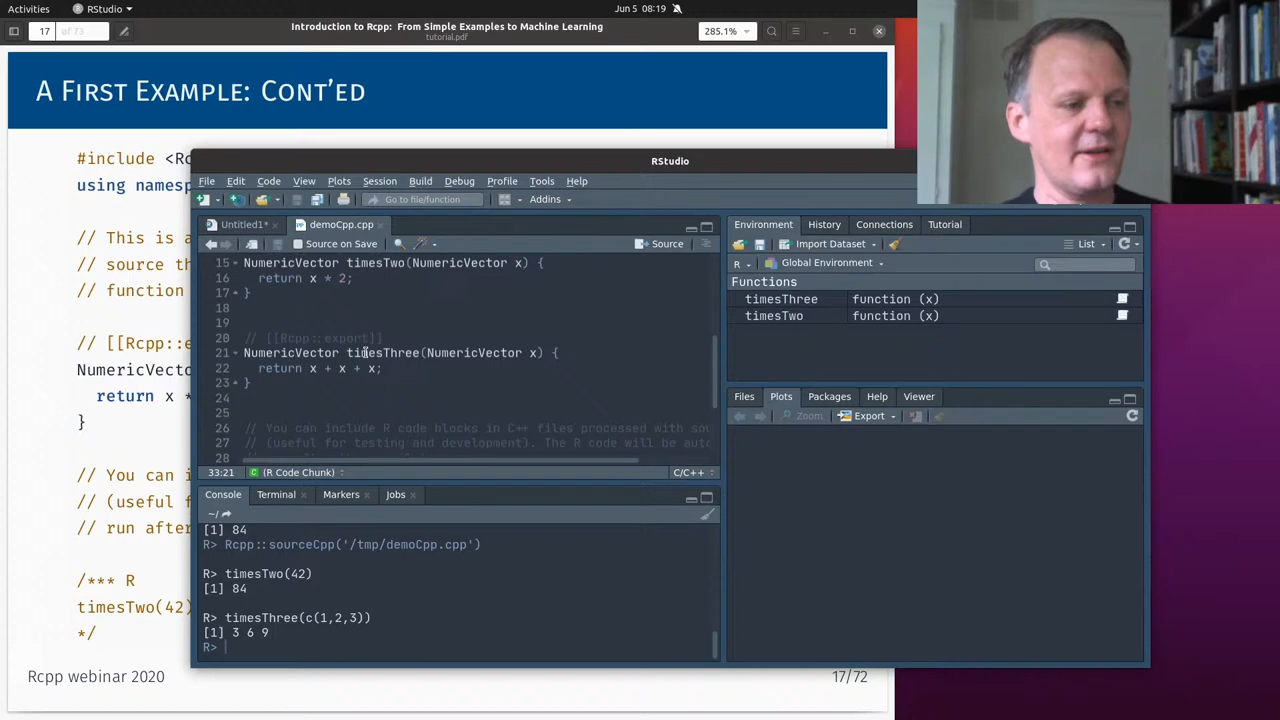 Activities
RStudio
Jun 5 08:19
17 of 73
Introduction to Rcpp: From Simple Examples to Machine Learning
tutorial.pdf
285.1%
A First Example: Cont'ed
#include <Rc
using namesp
// This is a
// source th
// function
// [[Rcpp::e
NumericVecto
return x *
}
// You can i
// (useful f
// run after
/*** R
timesTwo(42)
*/
Rcpp webinar 2020
17/72
RStudio
File Edit Code View Plots Session Build Debug Profile Tools Help
Go to file/function
Addins
Untitled1*
demoCpp.cpp
Source on Save
Source
15 NumericVector timesTwo(NumericVector x) {
16 return x * 2;
17 }
18
19
20 // [[Rcpp::export]]
21 NumericVector timesThree(NumericVector x) {
22 return x + x + x;
23 }
24
25
26 // You can include R code blocks in C++ files processed with sou
27 // (useful for testing and development). The R code will be auto
28
33:21
(R Code Chunk)
C/C++
Console Terminal Markers Jobs
~/
[1] 84
R> Rcpp::sourceCpp('/tmp/demoCpp.cpp')
R> timesTwo(42)
[1] 84
R> timesThree(c(1,2,3))
[1] 3 6 9
R>
Environment History Connections Tutorial
Import Dataset
List
R
Global Environment
Functions
timesThree function (x)
timesTwo function (x)
Files Plots Packages Help Viewer
Zoom
Export